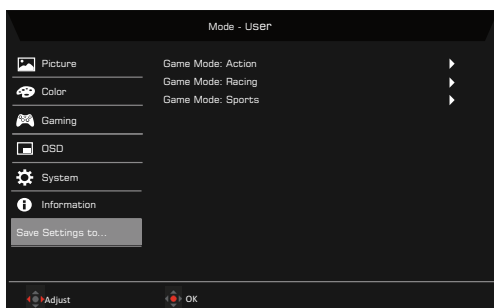 Mode - User
Picture
Color
Gaming
OSD
System
Information
Save Settings to...
Game Mode: Action
Game Mode: Racing
Game Mode: Sports
Adjust
OK